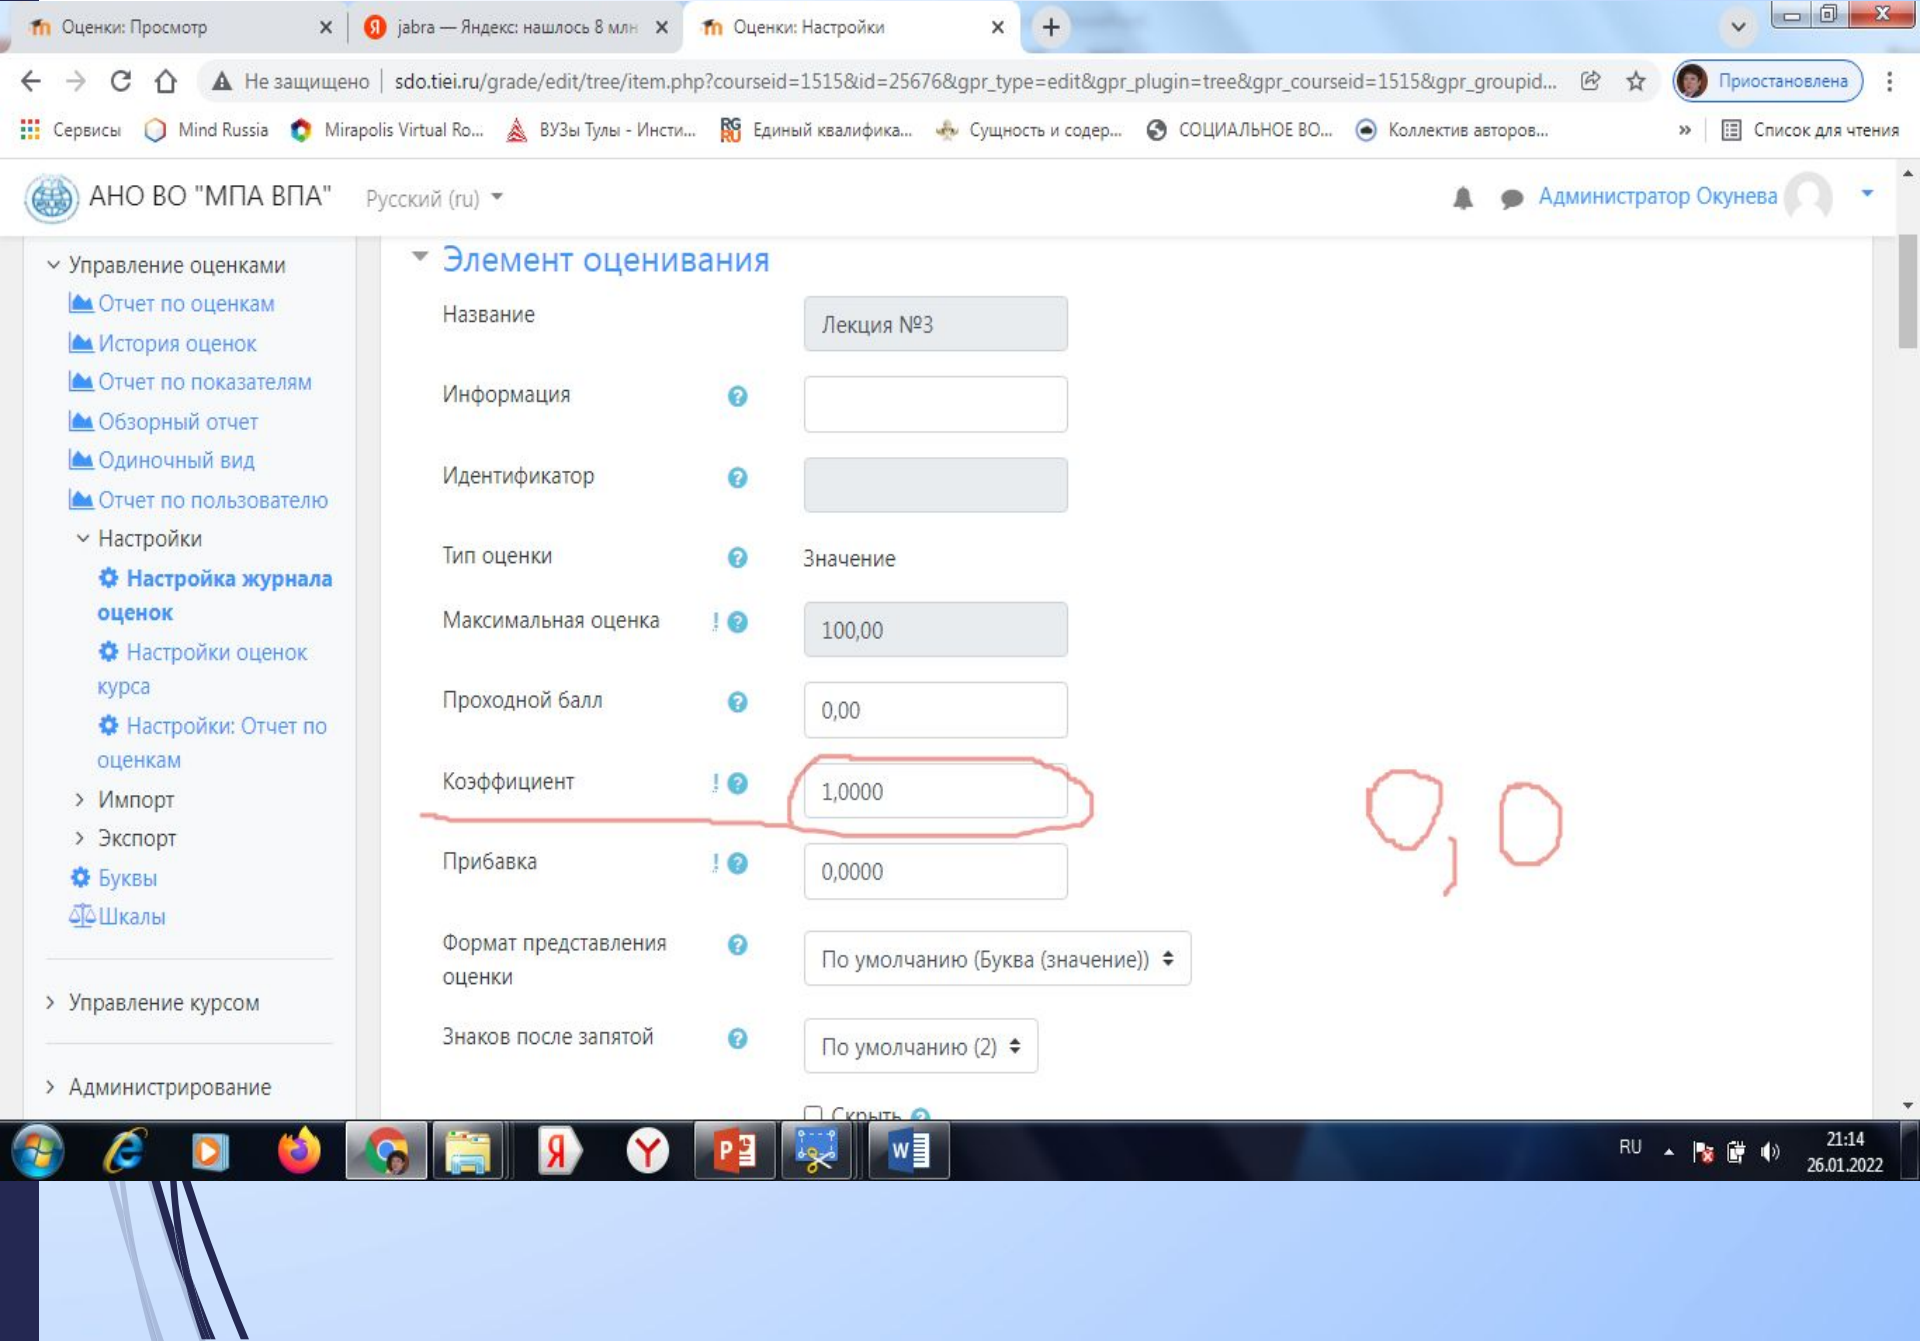 Оценки: Просмотр
jabra — Яндекс: нашлось 8 млн
Оценки: Настройки
Не защищено
sdo.tiei.ru/grade/edit/tree/item.php?courseid=1515&id=25676&gpr_type=edit&gpr_plugin=tree&gpr_courseid=1515&gpr_groupid...
Приостановлена
Сервисы
Mind Russia
Mirapolis Virtual Ro...
ВУЗы Тулы - Инсти...
RG RU
Единый квалифика...
Сущность и содер...
СОЦИАЛЬНОЕ ВО...
Коллектив авторов...
»
Список для чтения
АНО ВО "МПА ВПА"
Русский (ru)
Администратор Окунева
Управление оценками
Отчет по оценкам
История оценок
Отчет по показателям
Обзорный отчет
Одиночный вид
Отчет по пользователю
Настройки
Настройка журнала
оценок
Настройки оценок
курса
Настройки: Отчет по
оценкам
Импорт
Экспорт
Буквы
Шкалы
Управление курсом
Администрирование
Элемент оценивания
Название
Лекция №3
Информация
Идентификатор
Тип оценки
Значение
Максимальная оценка
100,00
Проходной балл
0,00
Коэффициент
1,0000
0,0
Прибавка
0,0000
Формат представления
оценки
По умолчанию (Буква (значение))
Знаков после запятой
По умолчанию (2)
Скрыть
RU
21:14
26.01.2022